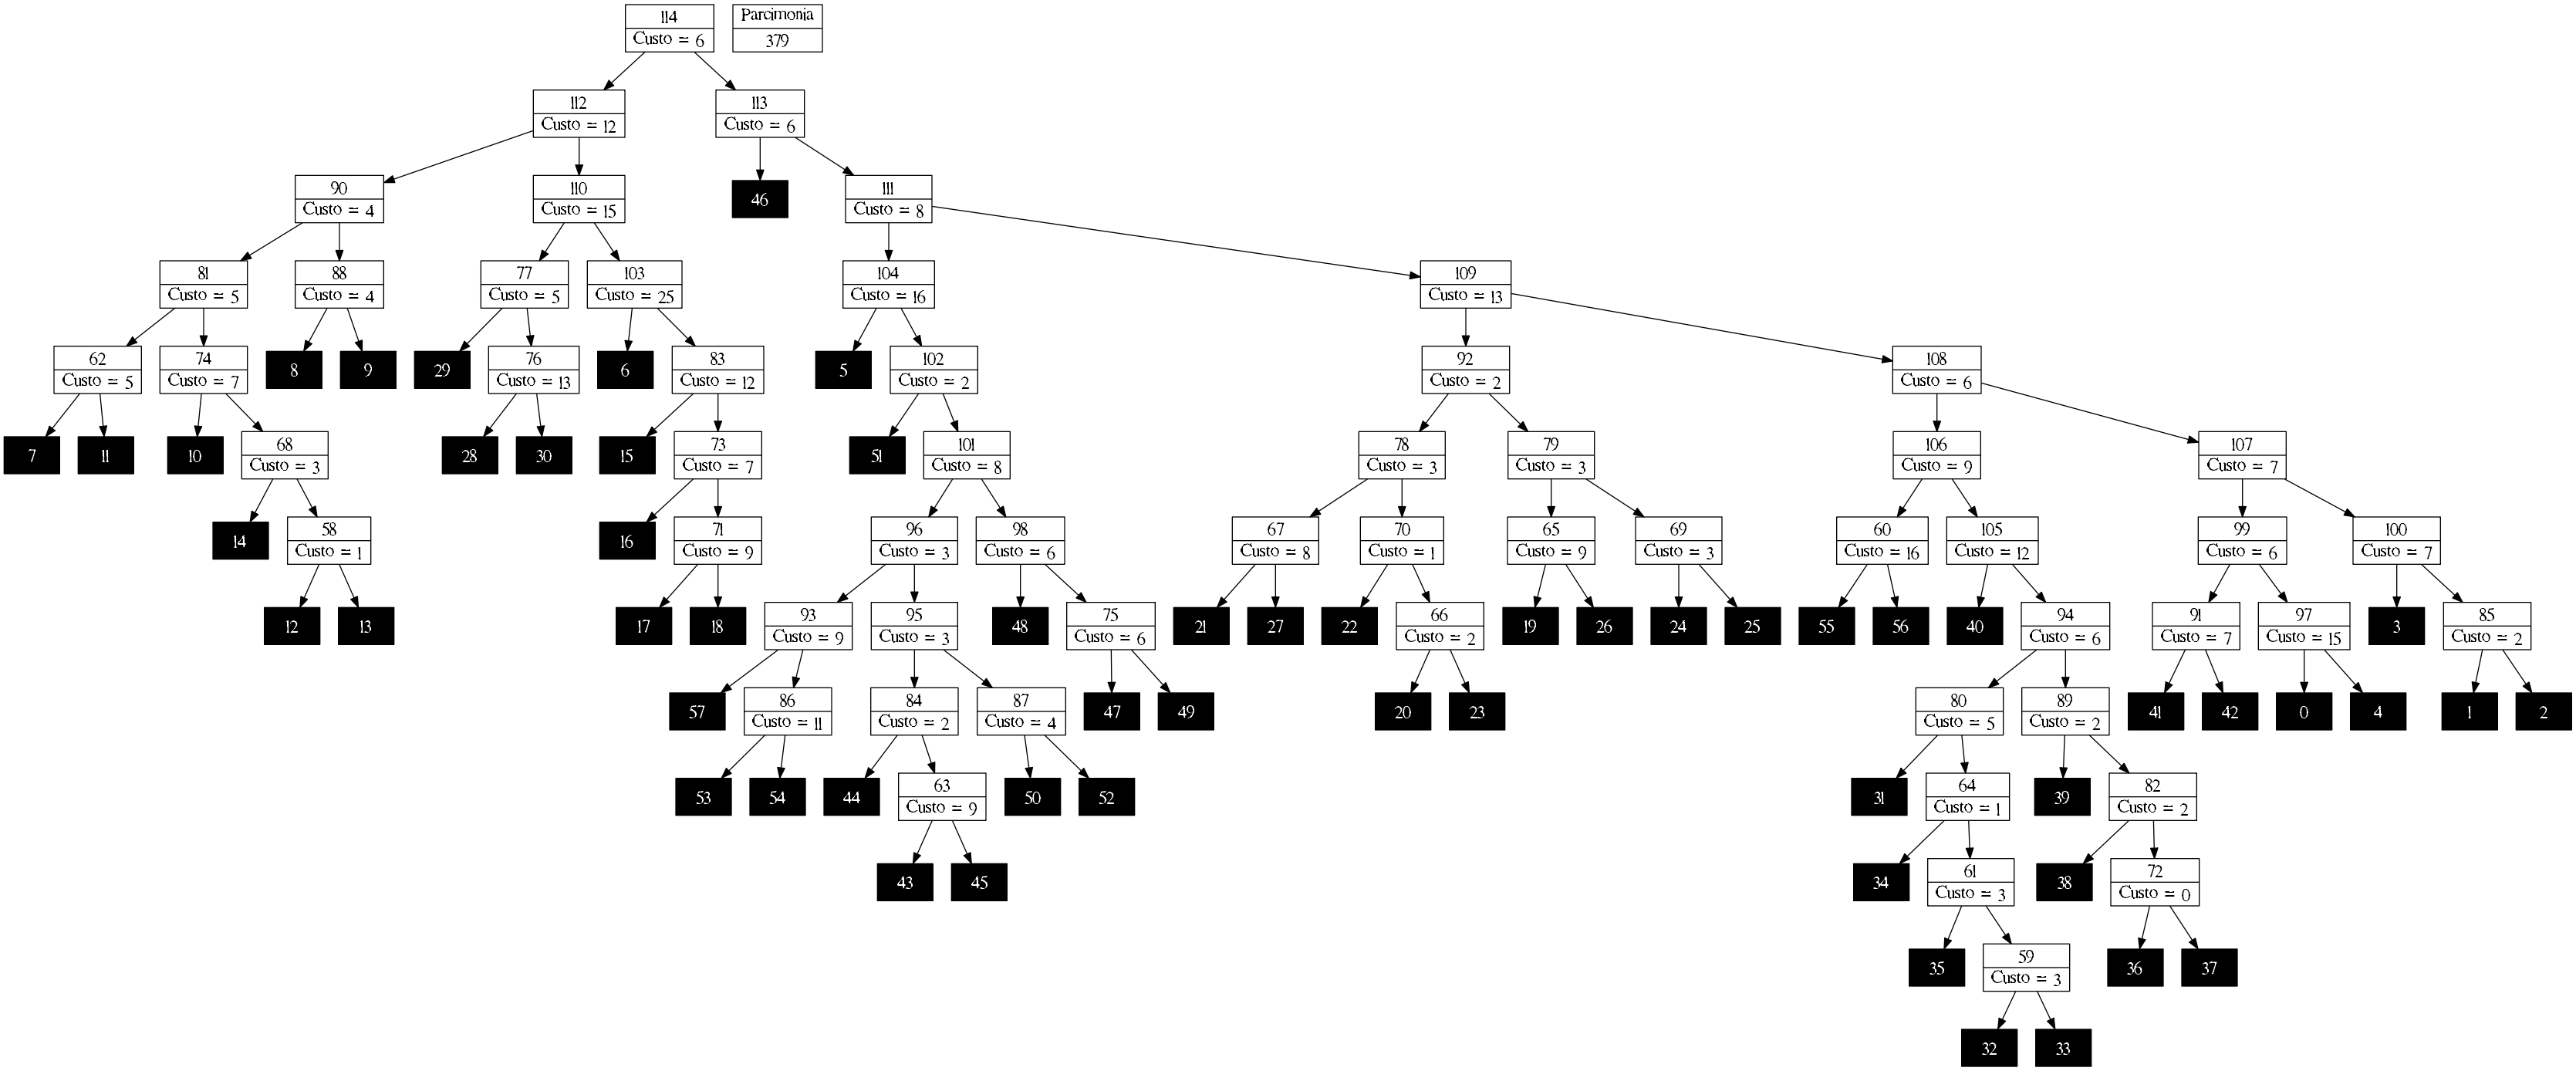 114
Custo = 6
Parcimonia
379
112
Custo = 12
113
Custo = 6
90
Custo = 4
110
Custo = 15
46
111
Custo = 8
81
Custo = 5
88
Custo = 4
77
Custo = 5
103
Custo = 25
104
Custo = 16
109
Custo = 13
62
Custo = 5
74
Custo = 7
8
9
29
76
Custo = 13
6
83
Custo = 12
5
102
Custo = 2
92
Custo = 2
108
Custo = 6
7
11
10
68
Custo = 3
28
30
15
73
Custo = 7
51
101
Custo = 8
78
Custo = 3
79
Custo = 3
106
Custo = 9
107
Custo = 7
14
58
Custo = 1
16
71
Custo = 9
96
Custo = 3
98
Custo = 6
67
Custo = 8
70
Custo = 1
65
Custo = 9
69
Custo = 3
60
Custo = 16
105
Custo = 12
99
Custo = 6
100
Custo = 7
12
13
17
18
93
Custo = 9
95
Custo = 3
48
75
Custo = 6
21
27
22
66
Custo = 2
19
26
24
25
55
56
40
94
Custo = 6
91
Custo = 7
97
Custo = 15
3
85
Custo = 2
57
86
Custo = 11
84
Custo = 2
87
Custo = 4
47
49
20
23
80
Custo = 5
89
Custo = 2
41
42
0
4
1
2
53
54
44
63
Custo = 9
50
52
31
64
Custo = 1
39
82
Custo = 2
43
45
34
61
Custo = 3
38
72
Custo = 0
35
59
Custo = 3
36
37
32
33